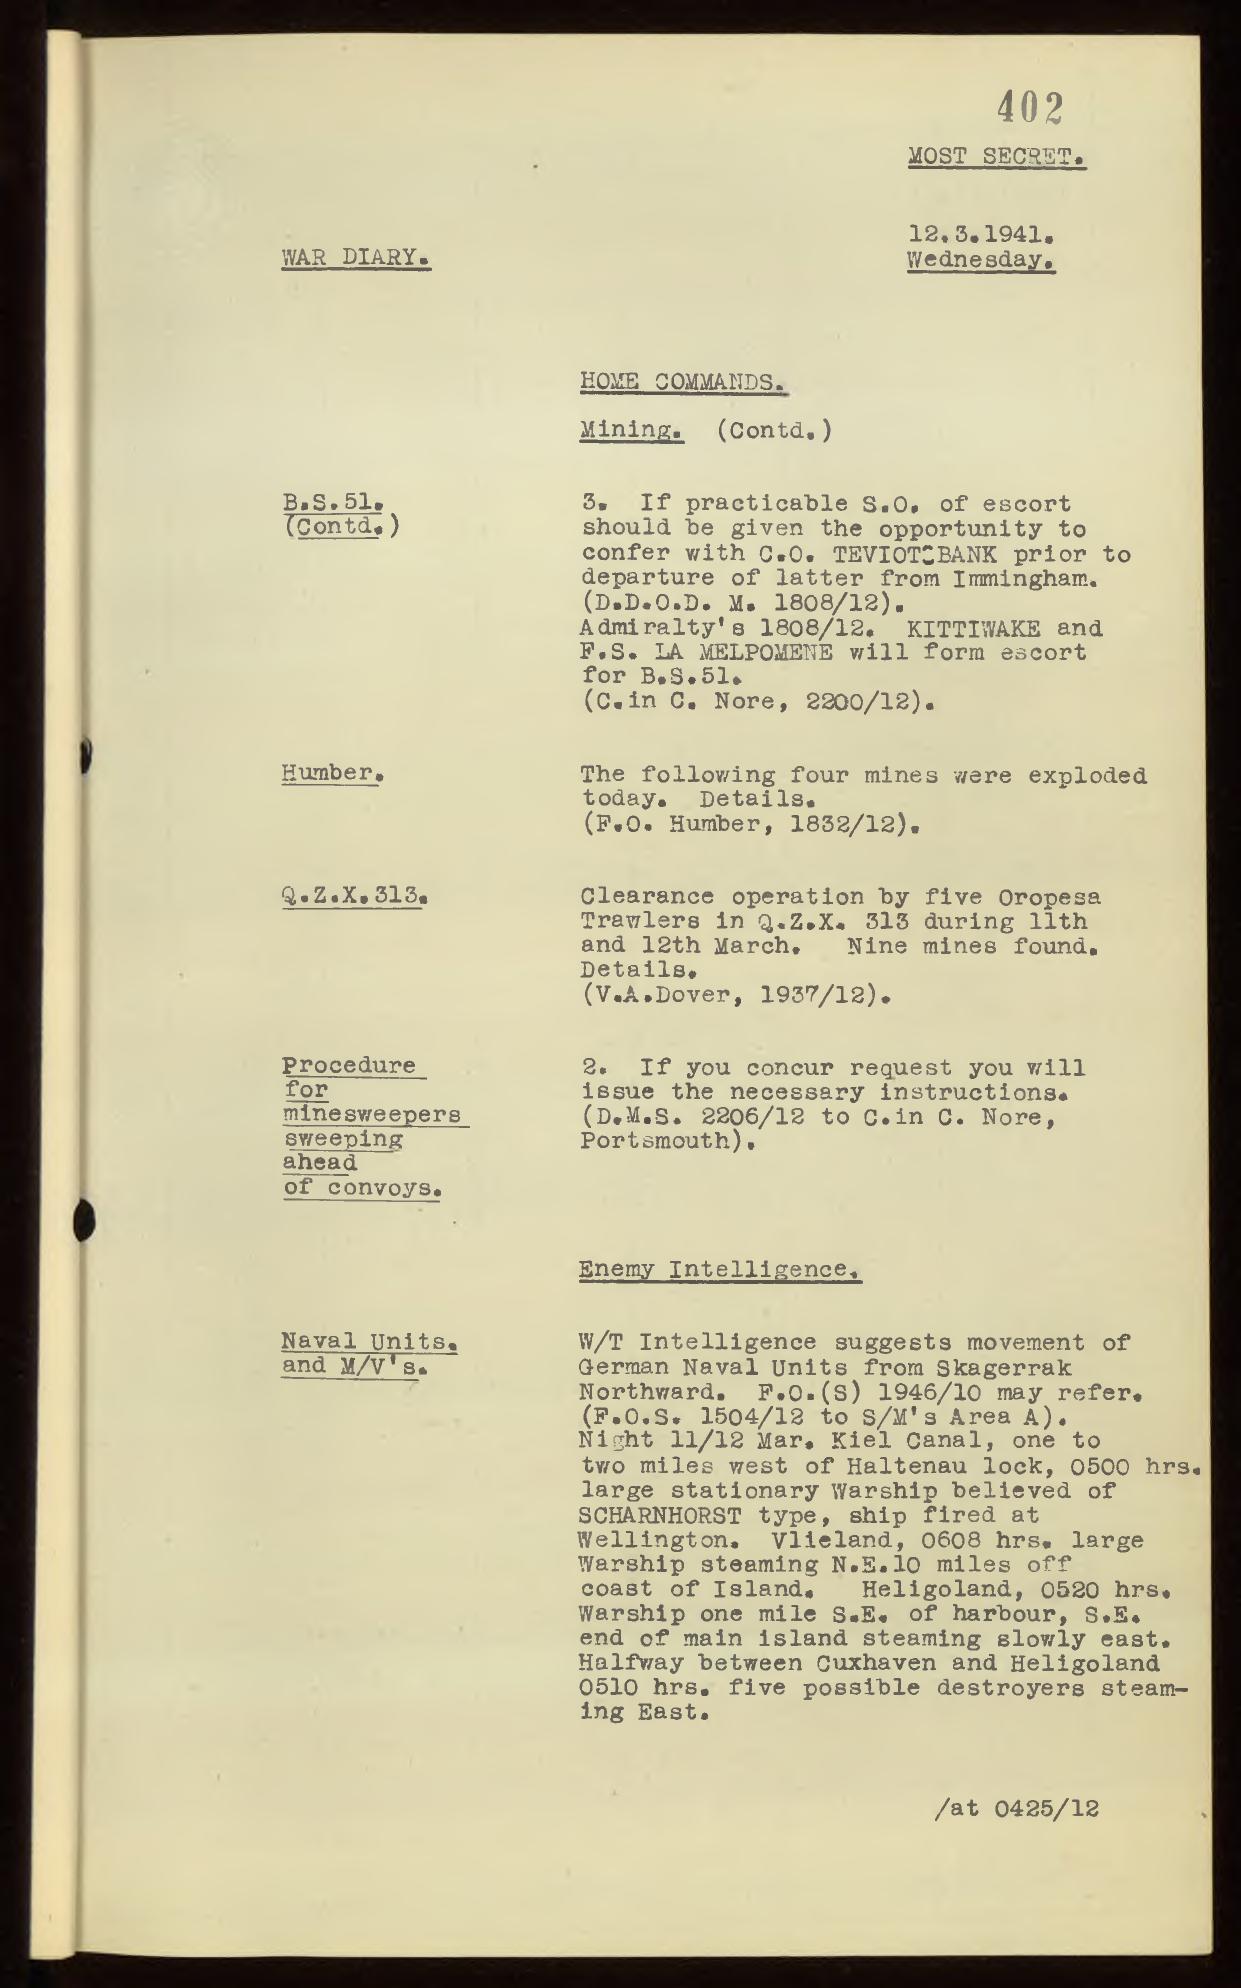 402
MOST SECRET.
12.3.1941.
WAR DIARY.
Wednesday.
HOME COMMANDS.
Mining. (Contd.)
B.S.51.
(Contd.)
3. If practicable S.O. of escort
should be given the opportunity to
confer with C.O. TEVIOT-BANK prior to
departure of latter from Immingham.
(D.D.O.D. M. 1808/12).
Admiralty's 1808/12. KITTIWAKE and
F.S. LA MELPOMENE will form escort
for B.S.51.
(C.in C. Nore, 2200/12).
Humber.
The following four mines were exploded
today. Details.
(F.O. Humber, 1832/12).
Q.Z.X.313.
Clearance operation by five Oropesa
Trawlers in Q.Z.X. 313 during 11th
and 12th March. Nine mines found.
Details.
(V.A.Dover, 1937/12).
Procedure
for
minesweepers
sweeping
ahead
of convoys.
2. If you concur request you will
issue the necessary instructions.
(D.M.S. 2206/12 to C.in C. Nore,
Portsmouth).
Enemy Intelligence.
Naval Units.
and M/V's.
W/T Intelligence suggests movement of
German Naval Units from Skagerrak
Northward. F.O.(S) 1946/10 may refer.
(F.O.S. 1504/12 to S/M's Area A).
Night 11/12 Mar. Kiel Canal, one to
two miles west of Haltenau lock, 0500 hrs.
large stationary Warship believed of
SCHARNHORST type, ship fired at
Wellington. Vlieland, 0608 hrs. large
Warship steaming N.E.10 miles off
coast of Island. Heligoland, 0520 hrs.
Warship one mile S.E. of harbour, S.E.
end of main island steaming slowly east.
Halfway between Cuxhaven and Heligoland
0510 hrs. five possible destroyers steam-
ing East.
/at 0425/12